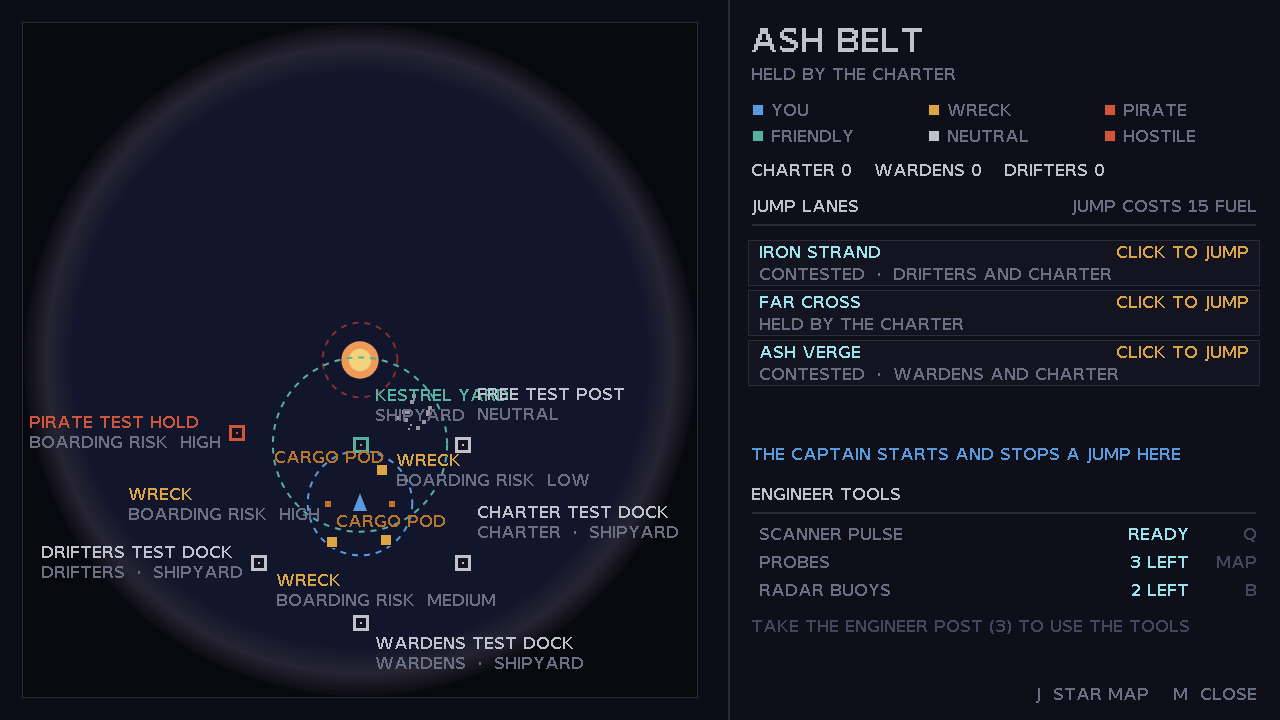 KESTREL YARD
SHIPYARD
FREE TEST POST
NEUTRAL
PIRATE TEST HOLD
BOARDING RISK HIGH
CARGO POD
WRECK
BOARDING RISK LOW
WRECK
BOARDING RISK HIGH
CARGO POD
CHARTER TEST DOCK
CHARTER · SHIPYARD
DRIFTERS TEST DOCK
DRIFTERS · SHIPYARD
WRECK
BOARDING RISK MEDIUM
WARDENS TEST DOCK
WARDENS · SHIPYARD
ASH BELT
HELD BY THE CHARTER
YOU WRECK PIRATE
FRIENDLY NEUTRAL HOSTILE
CHARTER 0 WARDENS 0 DRIFTERS 0
JUMP LANES JUMP COSTS 15 FUEL
IRON STRAND CLICK TO JUMP
CONTESTED · DRIFTERS AND CHARTER
FAR CROSS CLICK TO JUMP
HELD BY THE CHARTER
ASH VERGE CLICK TO JUMP
CONTESTED · WARDENS AND CHARTER
THE CAPTAIN STARTS AND STOPS A JUMP HERE
ENGINEER TOOLS
SCANNER PULSE READY Q
PROBES 3 LEFT MAP
RADAR BUOYS 2 LEFT B
TAKE THE ENGINEER POST (3) TO USE THE TOOLS
J STAR MAP M CLOSE